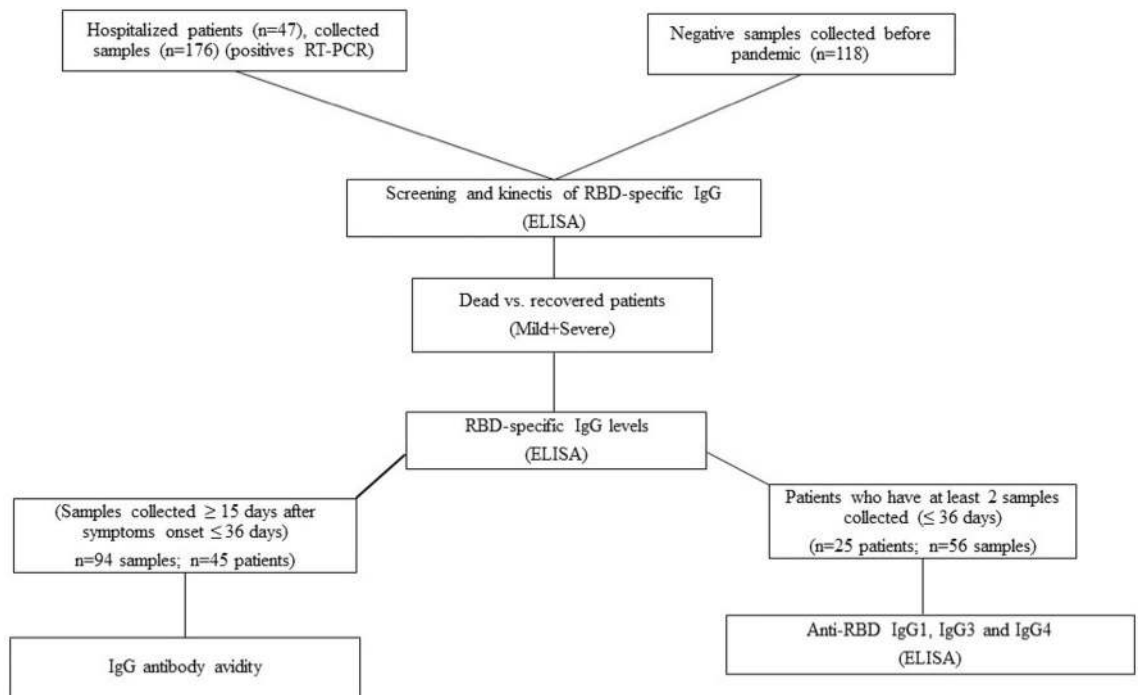 Hospitalized patients (n=47), collected
samples (n=176) (positives RT-PCR)
Negative samples collected before
pandemic (n=118)
Screening and kinectis of RBD-specific IgG
(ELISA)
Dead vs. recovered patients
(Mild+Severe)
RBD-specific IgG levels
(ELISA)
(Samples collected ≥ 15 days after
symptoms onset ≤ 36 days)
n=94 samples; n=45 patients)
Patients who have at least 2 samples
collected (≤ 36 days)
(n=25 patients; n=56 samples)
IgG antibody avidity
Anti-RBD IgG1, IgG3 and IgG4
(ELISA)